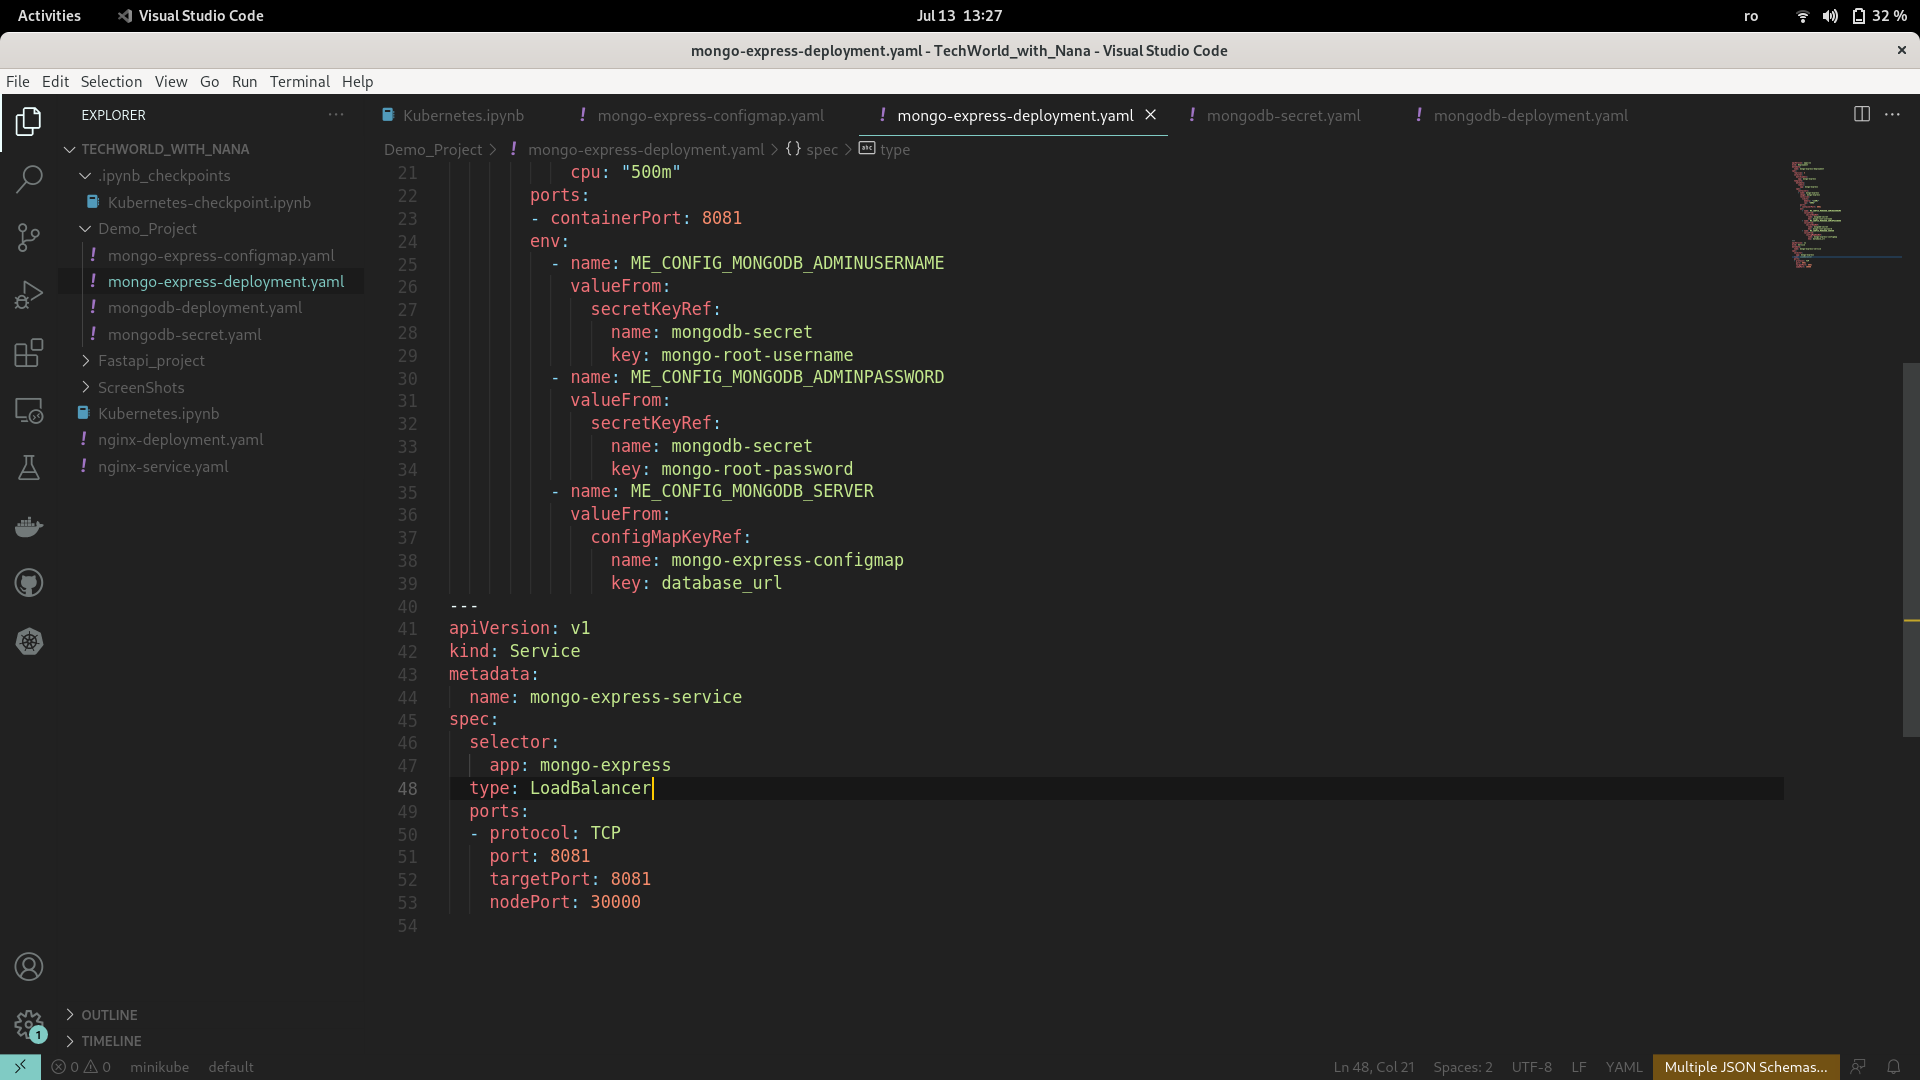 Activities
Visual Studio Code
Jul 13 13:27
ro
32 %
mongo-express-deployment.yaml - TechWorld_with_Nana - Visual Studio Code
File Edit Selection View Go Run Terminal Help
EXPLORER
TECHWORLD_WITH_NANA
.ipynb_checkpoints
Kubernetes-checkpoint.ipynb
Demo_Project
! mongo-express-configmap.yaml
! mongo-express-deployment.yaml
! mongodb-deployment.yaml
! mongodb-secret.yaml
Fastapi_project
ScreenShots
Kubernetes.ipynb
! nginx-deployment.yaml
! nginx-service.yaml
OUTLINE
TIMELINE
Kubernetes.ipynb
! mongo-express-configmap.yaml
! mongo-express-deployment.yaml
! mongodb-secret.yaml
! mongodb-deployment.yaml
Demo_Project > ! mongo-express-deployment.yaml > {} spec > abc type
21 cpu: "500m"
22 ports:
23 - containerPort: 8081
24 env:
25 - name: ME_CONFIG_MONGODB_ADMINUSERNAME
26 valueFrom:
27 secretKeyRef:
28 name: mongodb-secret
29 key: mongo-root-username
30 - name: ME_CONFIG_MONGODB_ADMINPASSWORD
31 valueFrom:
32 secretKeyRef:
33 name: mongodb-secret
34 key: mongo-root-password
35 - name: ME_CONFIG_MONGODB_SERVER
36 valueFrom:
37 configMapKeyRef:
38 name: mongo-express-configmap
39 key: database_url
40 ---
41 apiVersion: v1
42 kind: Service
43 metadata:
44 name: mongo-express-service
45 spec:
46 selector:
47 app: mongo-express
48 type: LoadBalancer
49 ports:
50 - protocol: TCP
51 port: 8081
52 targetPort: 8081
53 nodePort: 30000
54
1
0 0 minikube default
Ln 48, Col 21 Spaces: 2 UTF-8 LF YAML Multiple JSON Schemas...